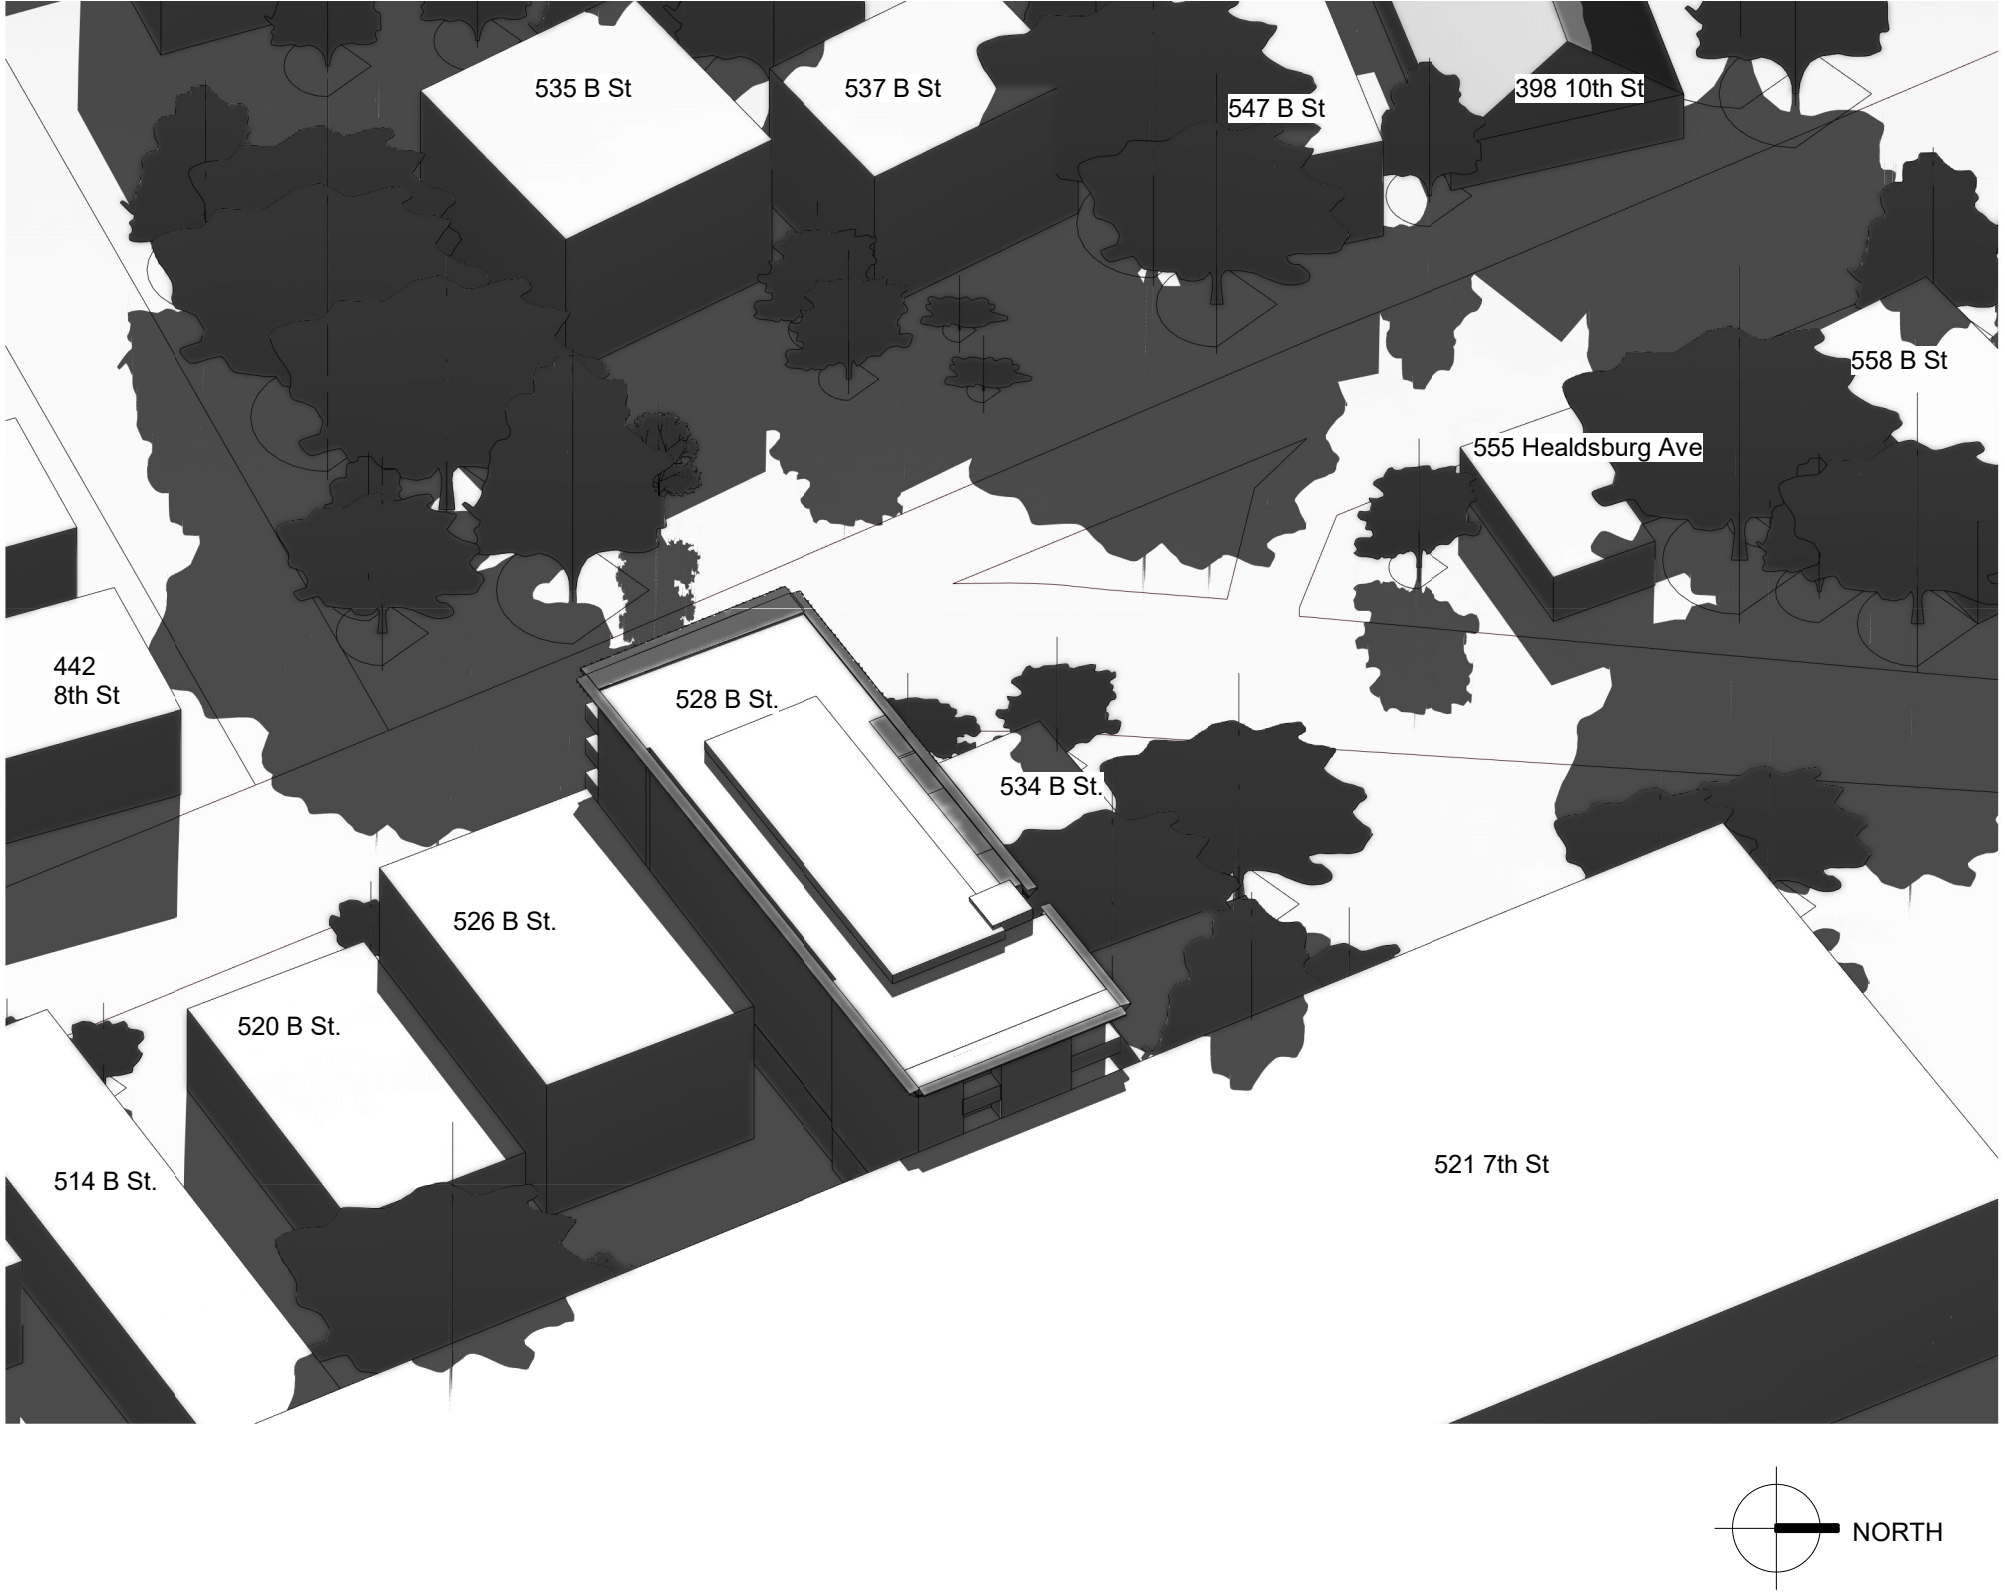 535 B St
537 B St
547 B St
398 10th St
558 B St
555 Healdsburg Ave
442
8th St
528 B St.
534 B St.
526 B St.
520 B St.
514 B St.
521 7th St
NORTH